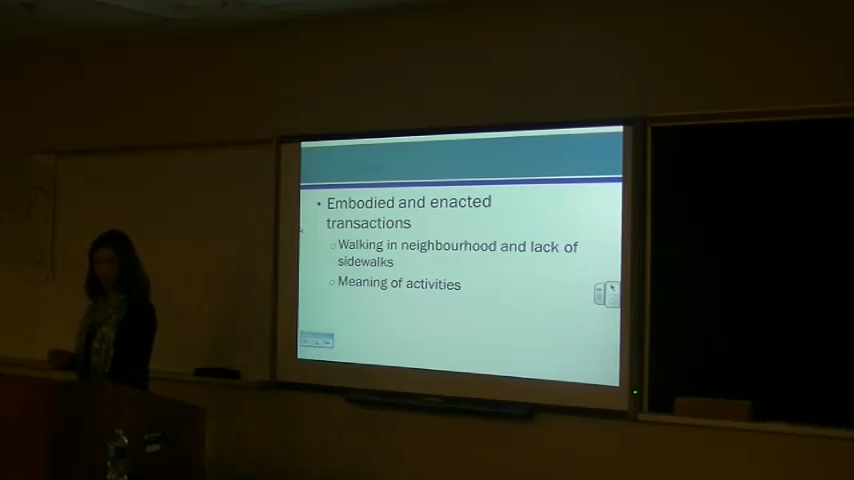 • Embodied and enacted
transactions
○ Walking in neighbourhood and lack of
sidewalks
○ Meaning of activities